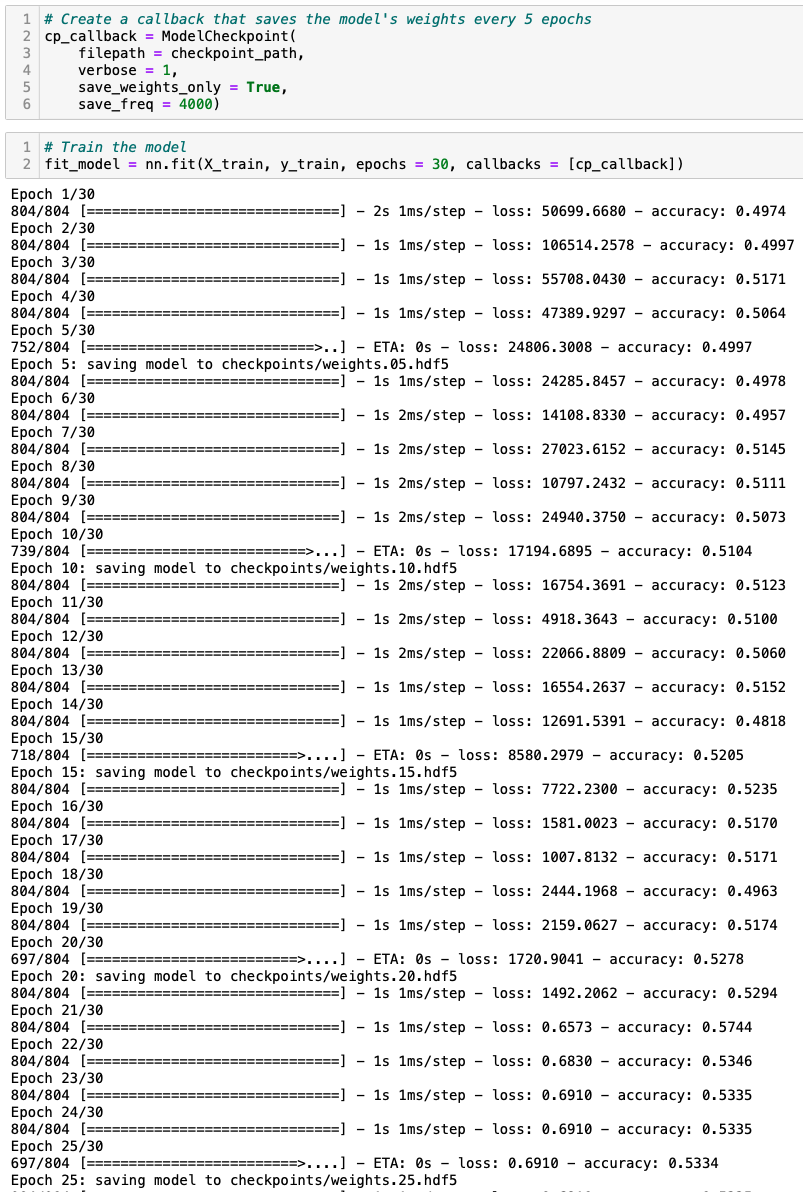 1 # Create a callback that saves the model's weights every 5 epochs
2 cp_callback = ModelCheckpoint(
3     filepath = checkpoint_path,
4     verbose = 1,
5     save_weights_only = True,
6     save_freq = 4000)
1 # Train the model
2 fit_model = nn.fit(X_train, y_train, epochs = 30, callbacks = [cp_callback])
Epoch 1/30
804/804 [==============================] - 2s 1ms/step - loss: 50699.6680 - accuracy: 0.4974
Epoch 2/30
804/804 [==============================] - 1s 1ms/step - loss: 106514.2578 - accuracy: 0.4997
Epoch 3/30
804/804 [==============================] - 1s 1ms/step - loss: 55708.0430 - accuracy: 0.5171
Epoch 4/30
804/804 [==============================] - 1s 1ms/step - loss: 47389.9297 - accuracy: 0.5064
Epoch 5/30
752/804 [===========================>..] - ETA: 0s - loss: 24806.3008 - accuracy: 0.4997
Epoch 5: saving model to checkpoints/weights.05.hdf5
804/804 [==============================] - 1s 1ms/step - loss: 24285.8457 - accuracy: 0.4978
Epoch 6/30
804/804 [==============================] - 1s 2ms/step - loss: 14108.8330 - accuracy: 0.4957
Epoch 7/30
804/804 [==============================] - 1s 2ms/step - loss: 27023.6152 - accuracy: 0.5145
Epoch 8/30
804/804 [==============================] - 1s 2ms/step - loss: 10797.2432 - accuracy: 0.5111
Epoch 9/30
804/804 [==============================] - 1s 2ms/step - loss: 24940.3750 - accuracy: 0.5073
Epoch 10/30
739/804 [==========================>...] - ETA: 0s - loss: 17194.6895 - accuracy: 0.5104
Epoch 10: saving model to checkpoints/weights.10.hdf5
804/804 [==============================] - 1s 2ms/step - loss: 16754.3691 - accuracy: 0.5123
Epoch 11/30
804/804 [==============================] - 1s 2ms/step - loss: 4918.3643 - accuracy: 0.5100
Epoch 12/30
804/804 [==============================] - 1s 2ms/step - loss: 22066.8809 - accuracy: 0.5060
Epoch 13/30
804/804 [==============================] - 1s 1ms/step - loss: 16554.2637 - accuracy: 0.5152
Epoch 14/30
804/804 [==============================] - 1s 1ms/step - loss: 12691.5391 - accuracy: 0.4818
Epoch 15/30
718/804 [=========================>....] - ETA: 0s - loss: 8580.2979 - accuracy: 0.5205
Epoch 15: saving model to checkpoints/weights.15.hdf5
804/804 [==============================] - 1s 1ms/step - loss: 7722.2300 - accuracy: 0.5235
Epoch 16/30
804/804 [==============================] - 1s 1ms/step - loss: 1581.0023 - accuracy: 0.5170
Epoch 17/30
804/804 [==============================] - 1s 1ms/step - loss: 1007.8132 - accuracy: 0.5171
Epoch 18/30
804/804 [==============================] - 1s 1ms/step - loss: 2444.1968 - accuracy: 0.4963
Epoch 19/30
804/804 [==============================] - 1s 1ms/step - loss: 2159.0627 - accuracy: 0.5174
Epoch 20/30
697/804 [=========================>....] - ETA: 0s - loss: 1720.9041 - accuracy: 0.5278
Epoch 20: saving model to checkpoints/weights.20.hdf5
804/804 [==============================] - 1s 1ms/step - loss: 1492.2062 - accuracy: 0.5294
Epoch 21/30
804/804 [==============================] - 1s 1ms/step - loss: 0.6573 - accuracy: 0.5744
Epoch 22/30
804/804 [==============================] - 1s 1ms/step - loss: 0.6830 - accuracy: 0.5346
Epoch 23/30
804/804 [==============================] - 1s 1ms/step - loss: 0.6910 - accuracy: 0.5335
Epoch 24/30
804/804 [==============================] - 1s 1ms/step - loss: 0.6910 - accuracy: 0.5335
Epoch 25/30
697/804 [=========================>....] - ETA: 0s - loss: 0.6910 - accuracy: 0.5334
Epoch 25: saving model to checkpoints/weights.25.hdf5